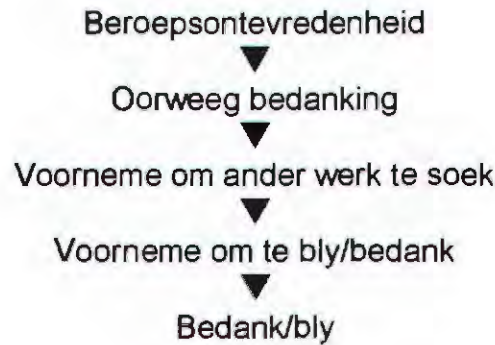 Beroepsontevredenheid
Oorweeg bedanking
Voorneme om ander werk te soek
Voorneme om te bly/bedank
Bedank/bly